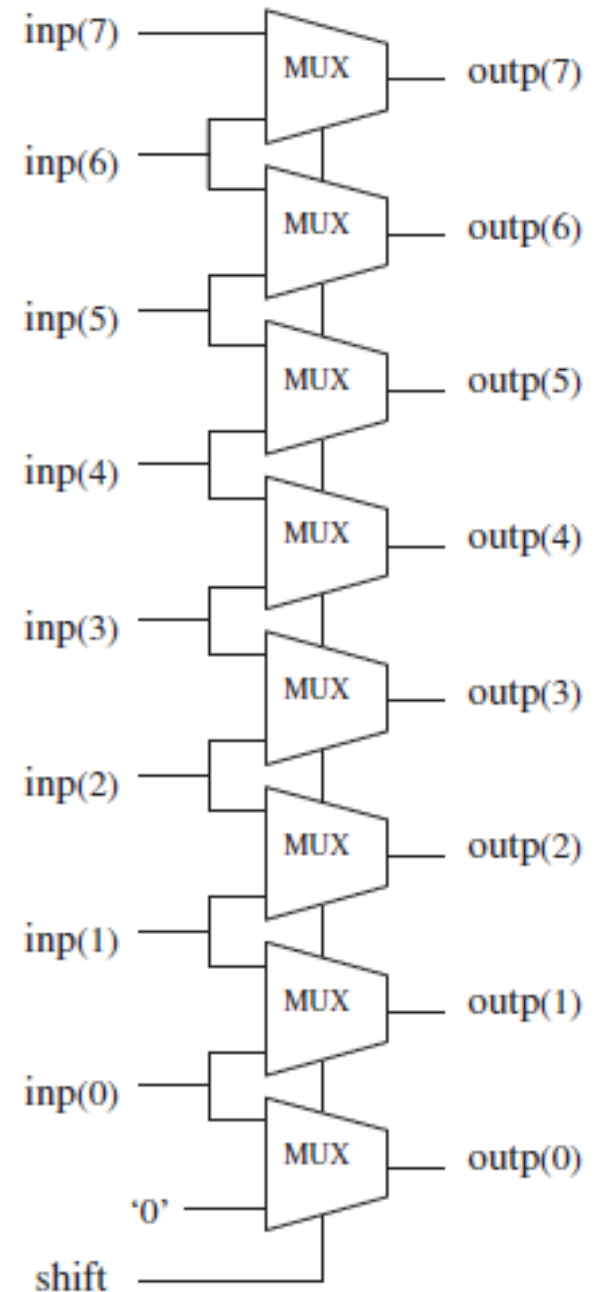 inp(7)
MUX
outp(7)
inp(6)
MUX
outp(6)
inp(5)
MUX
outp(5)
inp(4)
MUX
outp(4)
inp(3)
MUX
outp(3)
inp(2)
MUX
outp(2)
inp(1)
MUX
outp(1)
inp(0)
MUX
outp(0)
‘0’
shift